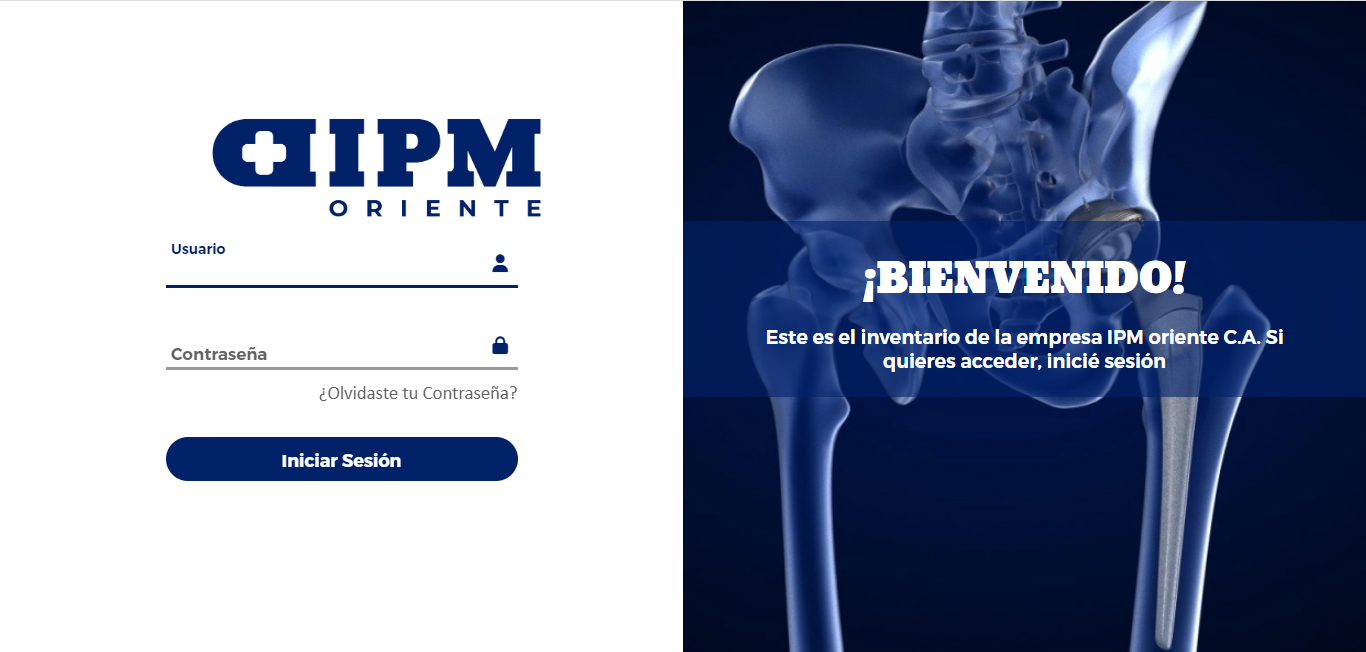 IPM
ORIENTE
Usuario
Contraseña
¿Olvidaste tu Contraseña?
Iniciar Sesión
¡BIENVENIDO!
Este es el inventario de la empresa IPM oriente C.A. Si
quieres acceder, inicié sesión